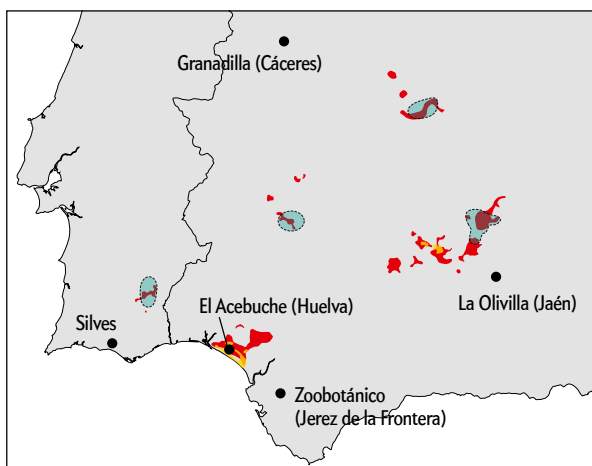 Granadilla (Cáceres)
La Olivilla (Jaén)
El Acebuche (Huelva)
Silves
Zoobotánico
(Jerez de la Frontera)